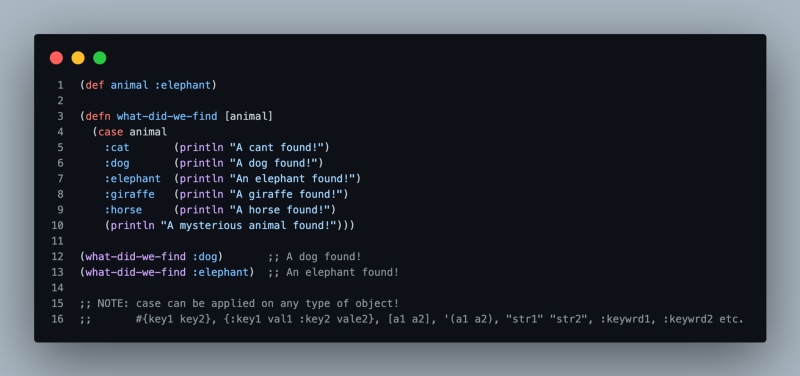 1 (def animal :elephant)
2
3 (defn what-did-we-find [animal]
4   (case animal
5     :cat       (println "A cant found!")
6     :dog       (println "A dog found!")
7     :elephant  (println "An elephant found!")
8     :giraffe   (println "A giraffe found!")
9     :horse     (println "A horse found!")
10     (println "A mysterious animal found!")))
11
12 (what-did-we-find :dog)       ;; A dog found!
13 (what-did-we-find :elephant)  ;; An elephant found!
14
15 ;; NOTE: case can be applied on any type of object!
16 ;;       #{key1 key2}, {:key1 val1 :key2 vale2}, [a1 a2], '(a1 a2), "str1" "str2", :keywrd1, :keywrd2 etc.